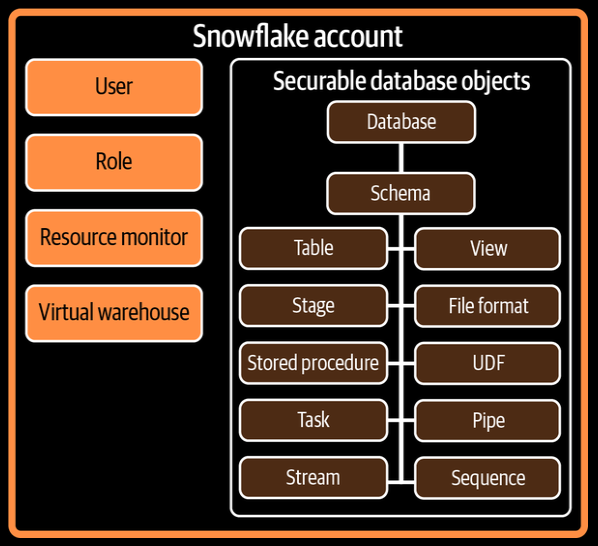 Snowflake account
User
Role
Resource monitor
Virtual warehouse
Securable database objects
Database
Schema
Table
View
Stage
File format
Stored procedure
UDF
Task
Pipe
Stream
Sequence